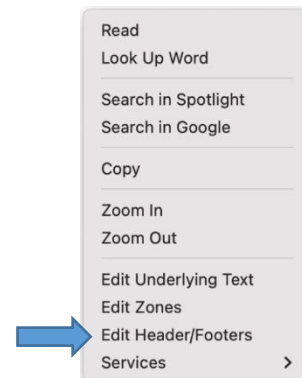 Read
Look Up Word
Search in Spotlight
Search in Google
Copy
Zoom In
Zoom Out
Edit Underlying Text
Edit Zones
Edit Header/Footers
Services